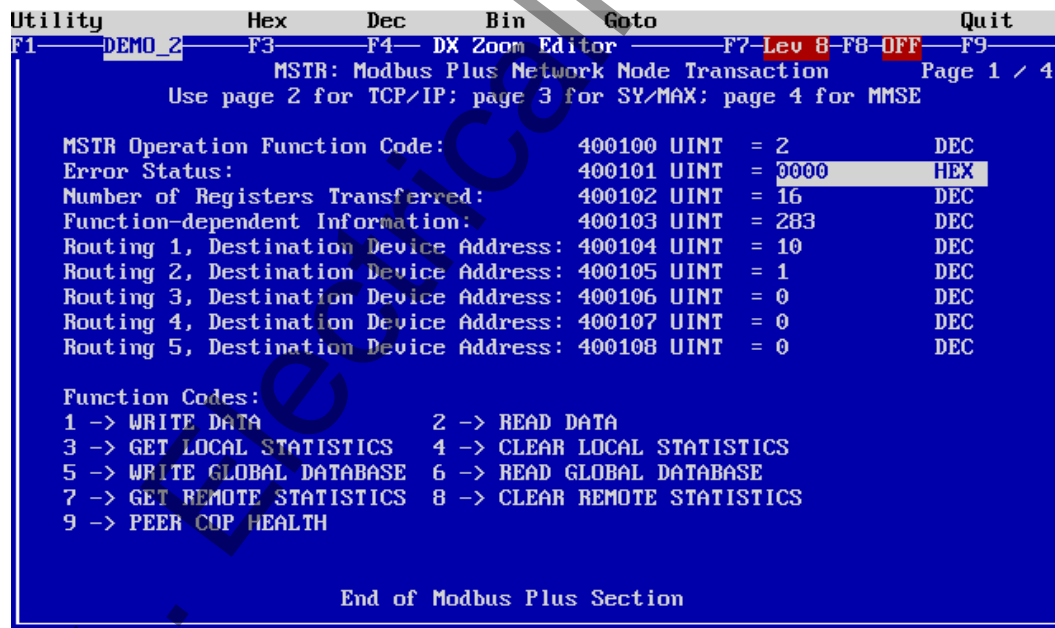 Utility Hex Dec Bin Goto Quit
F1 DEMO_2 F3 F4 DX Zoom Editor F7-Lev 8-F8-OFF F9
MSTR: Modbus Plus Network Node Transaction Page 1 / 4
Use page 2 for TCP/IP; page 3 for SY/MAX; page 4 for MMSE
MSTR Operation Function Code: 400100 UINT = 2 DEC
Error Status: 400101 UINT = 0000 HEX
Number of Registers Transferred: 400102 UINT = 16 DEC
Function-dependent Information: 400103 UINT = 283 DEC
Routing 1, Destination Device Address: 400104 UINT = 10 DEC
Routing 2, Destination Device Address: 400105 UINT = 1 DEC
Routing 3, Destination Device Address: 400106 UINT = 0 DEC
Routing 4, Destination Device Address: 400107 UINT = 0 DEC
Routing 5, Destination Device Address: 400108 UINT = 0 DEC
Function Codes:
1 -> WRITE DATA 2 -> READ DATA
3 -> GET LOCAL STATISTICS 4 -> CLEAR LOCAL STATISTICS
5 -> WRITE GLOBAL DATABASE 6 -> READ GLOBAL DATABASE
7 -> GET REMOTE STATISTICS 8 -> CLEAR REMOTE STATISTICS
9 -> PEER COP HEALTH
End of Modbus Plus Section
. Electrical